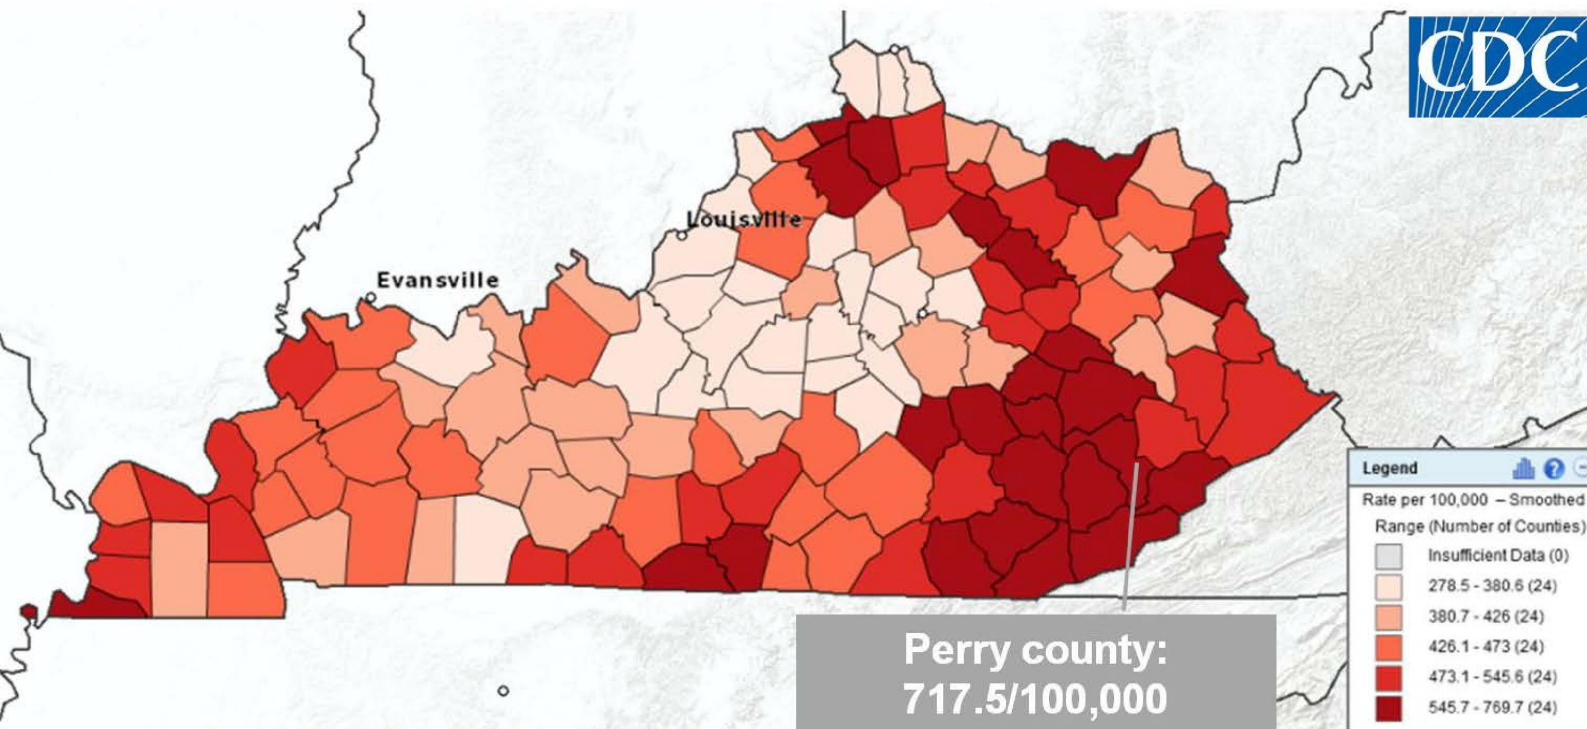 CDC
Louisville
Evansville
Legend
Rate per 100,000 – Smoothed
Range (Number of Counties)
Insufficient Data (0)
278.5 - 380.6 (24)
380.7 - 426 (24)
426.1 - 473 (24)
473.1 - 545.6 (24)
545.7 - 769.7 (24)
Perry county:
717.5/100,000